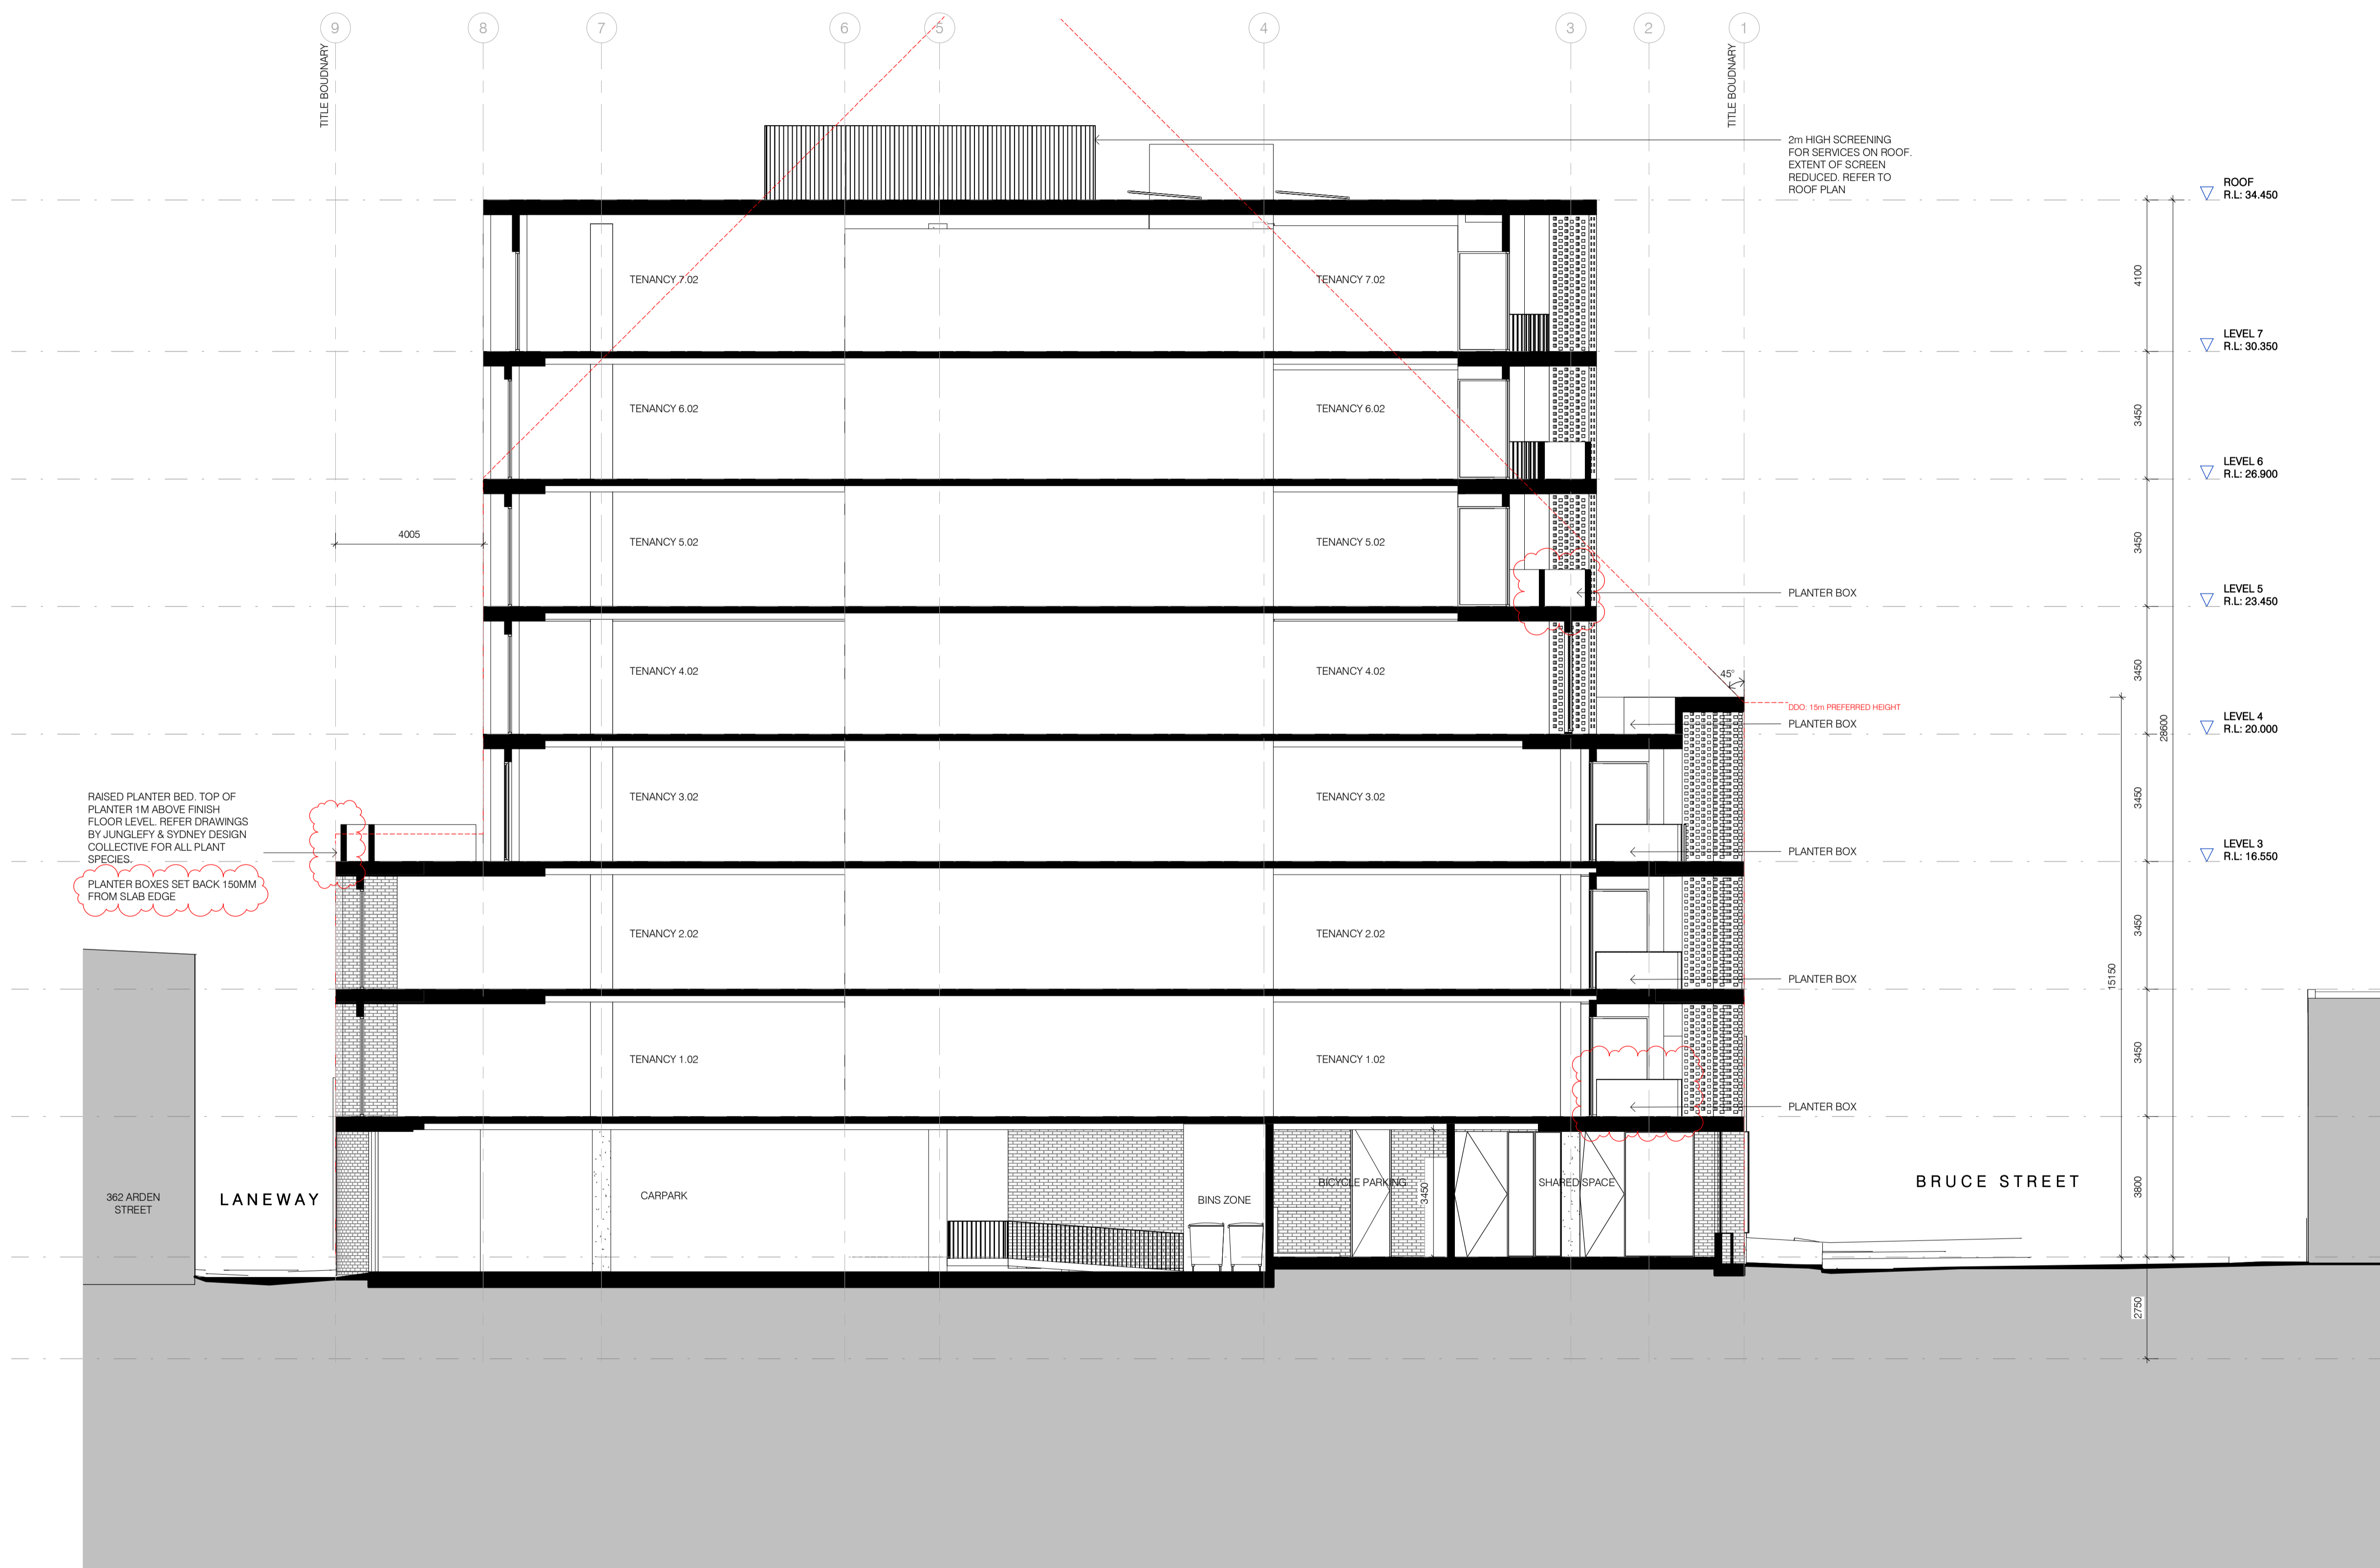 9
8
7
6
5
4
3
2
1
TITLE BOUDNARY
TITLE BOUDNARY
2m HIGH SCREENING
FOR SERVICES ON ROOF.
EXTENT OF SCREEN
REDUCED. REFER TO
ROOF PLAN
ROOF
R.L: 34.450
TENANCY 7.02
TENANCY 7.02
4100
LEVEL 7
R.L: 30.350
TENANCY 6.02
TENANCY 6.02
3450
LEVEL 6
R.L: 26.900
4005
TENANCY 5.02
TENANCY 5.02
3450
PLANTER BOX
LEVEL 5
R.L: 23.450
TENANCY 4.02
TENANCY 4.02
45°
3450
DDO: 15m PREFERRED HEIGHT
PLANTER BOX
28600
LEVEL 4
R.L: 20.000
RAISED PLANTER BED. TOP OF
PLANTER 1M ABOVE FINISH
FLOOR LEVEL. REFER DRAWINGS
BY JUNGLEFY & SYDNEY DESIGN
COLLECTIVE FOR ALL PLANT
SPECIES.
PLANTER BOXES SET BACK 150MM
FROM SLAB EDGE
TENANCY 3.02
TENANCY 3.02
3450
PLANTER BOX
LEVEL 3
R.L: 16.550
TENANCY 2.02
TENANCY 2.02
3450
PLANTER BOX
15150
TENANCY 1.02
TENANCY 1.02
3450
PLANTER BOX
362 ARDEN
STREET
LANEWAY
CARPARK
BINS ZONE
BICYCLE PARKING
3450
SHARED SPACE
BRUCE STREET
3800
2750